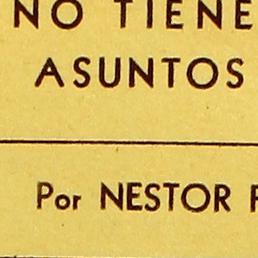 NO TIENE
ASUNTOS
Por NESTOR